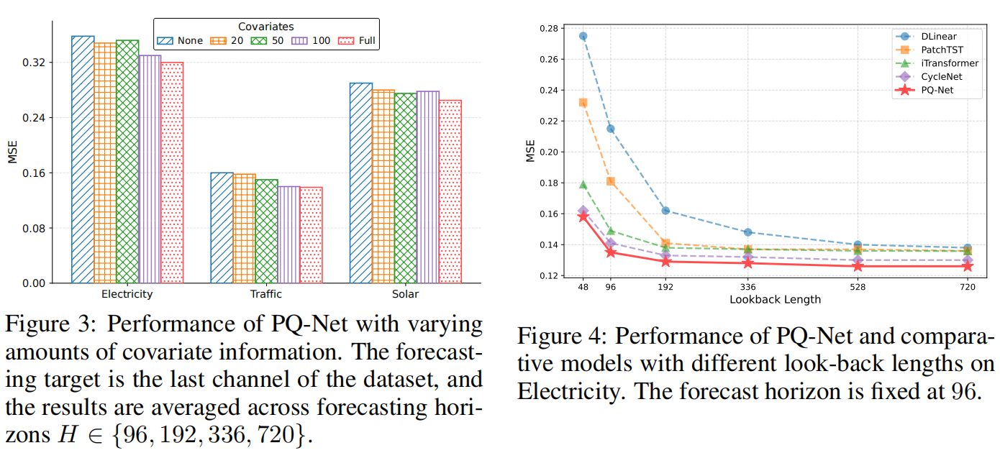 Covariates
None 20 50 100 Full
MSE
0.32
0.24
0.16
0.08
0.00
Electricity Traffic Solar
Figure 3: Performance of PQ-Net with varying
amounts of covariate information. The forecast-
ing target is the last channel of the dataset, and
the results are averaged across forecasting hori-
zons H ∈ {96, 192, 336, 720}.
DLinear
PatchTST
iTransformer
CycleNet
PQ-Net
MSE
0.28
0.26
0.24
0.22
0.20
0.18
0.16
0.14
0.12
48 96 192 336 528 720
Lookback Length
Figure 4: Performance of PQ-Net and compara-
tive models with different look-back lengths on
Electricity. The forecast horizon is fixed at 96.